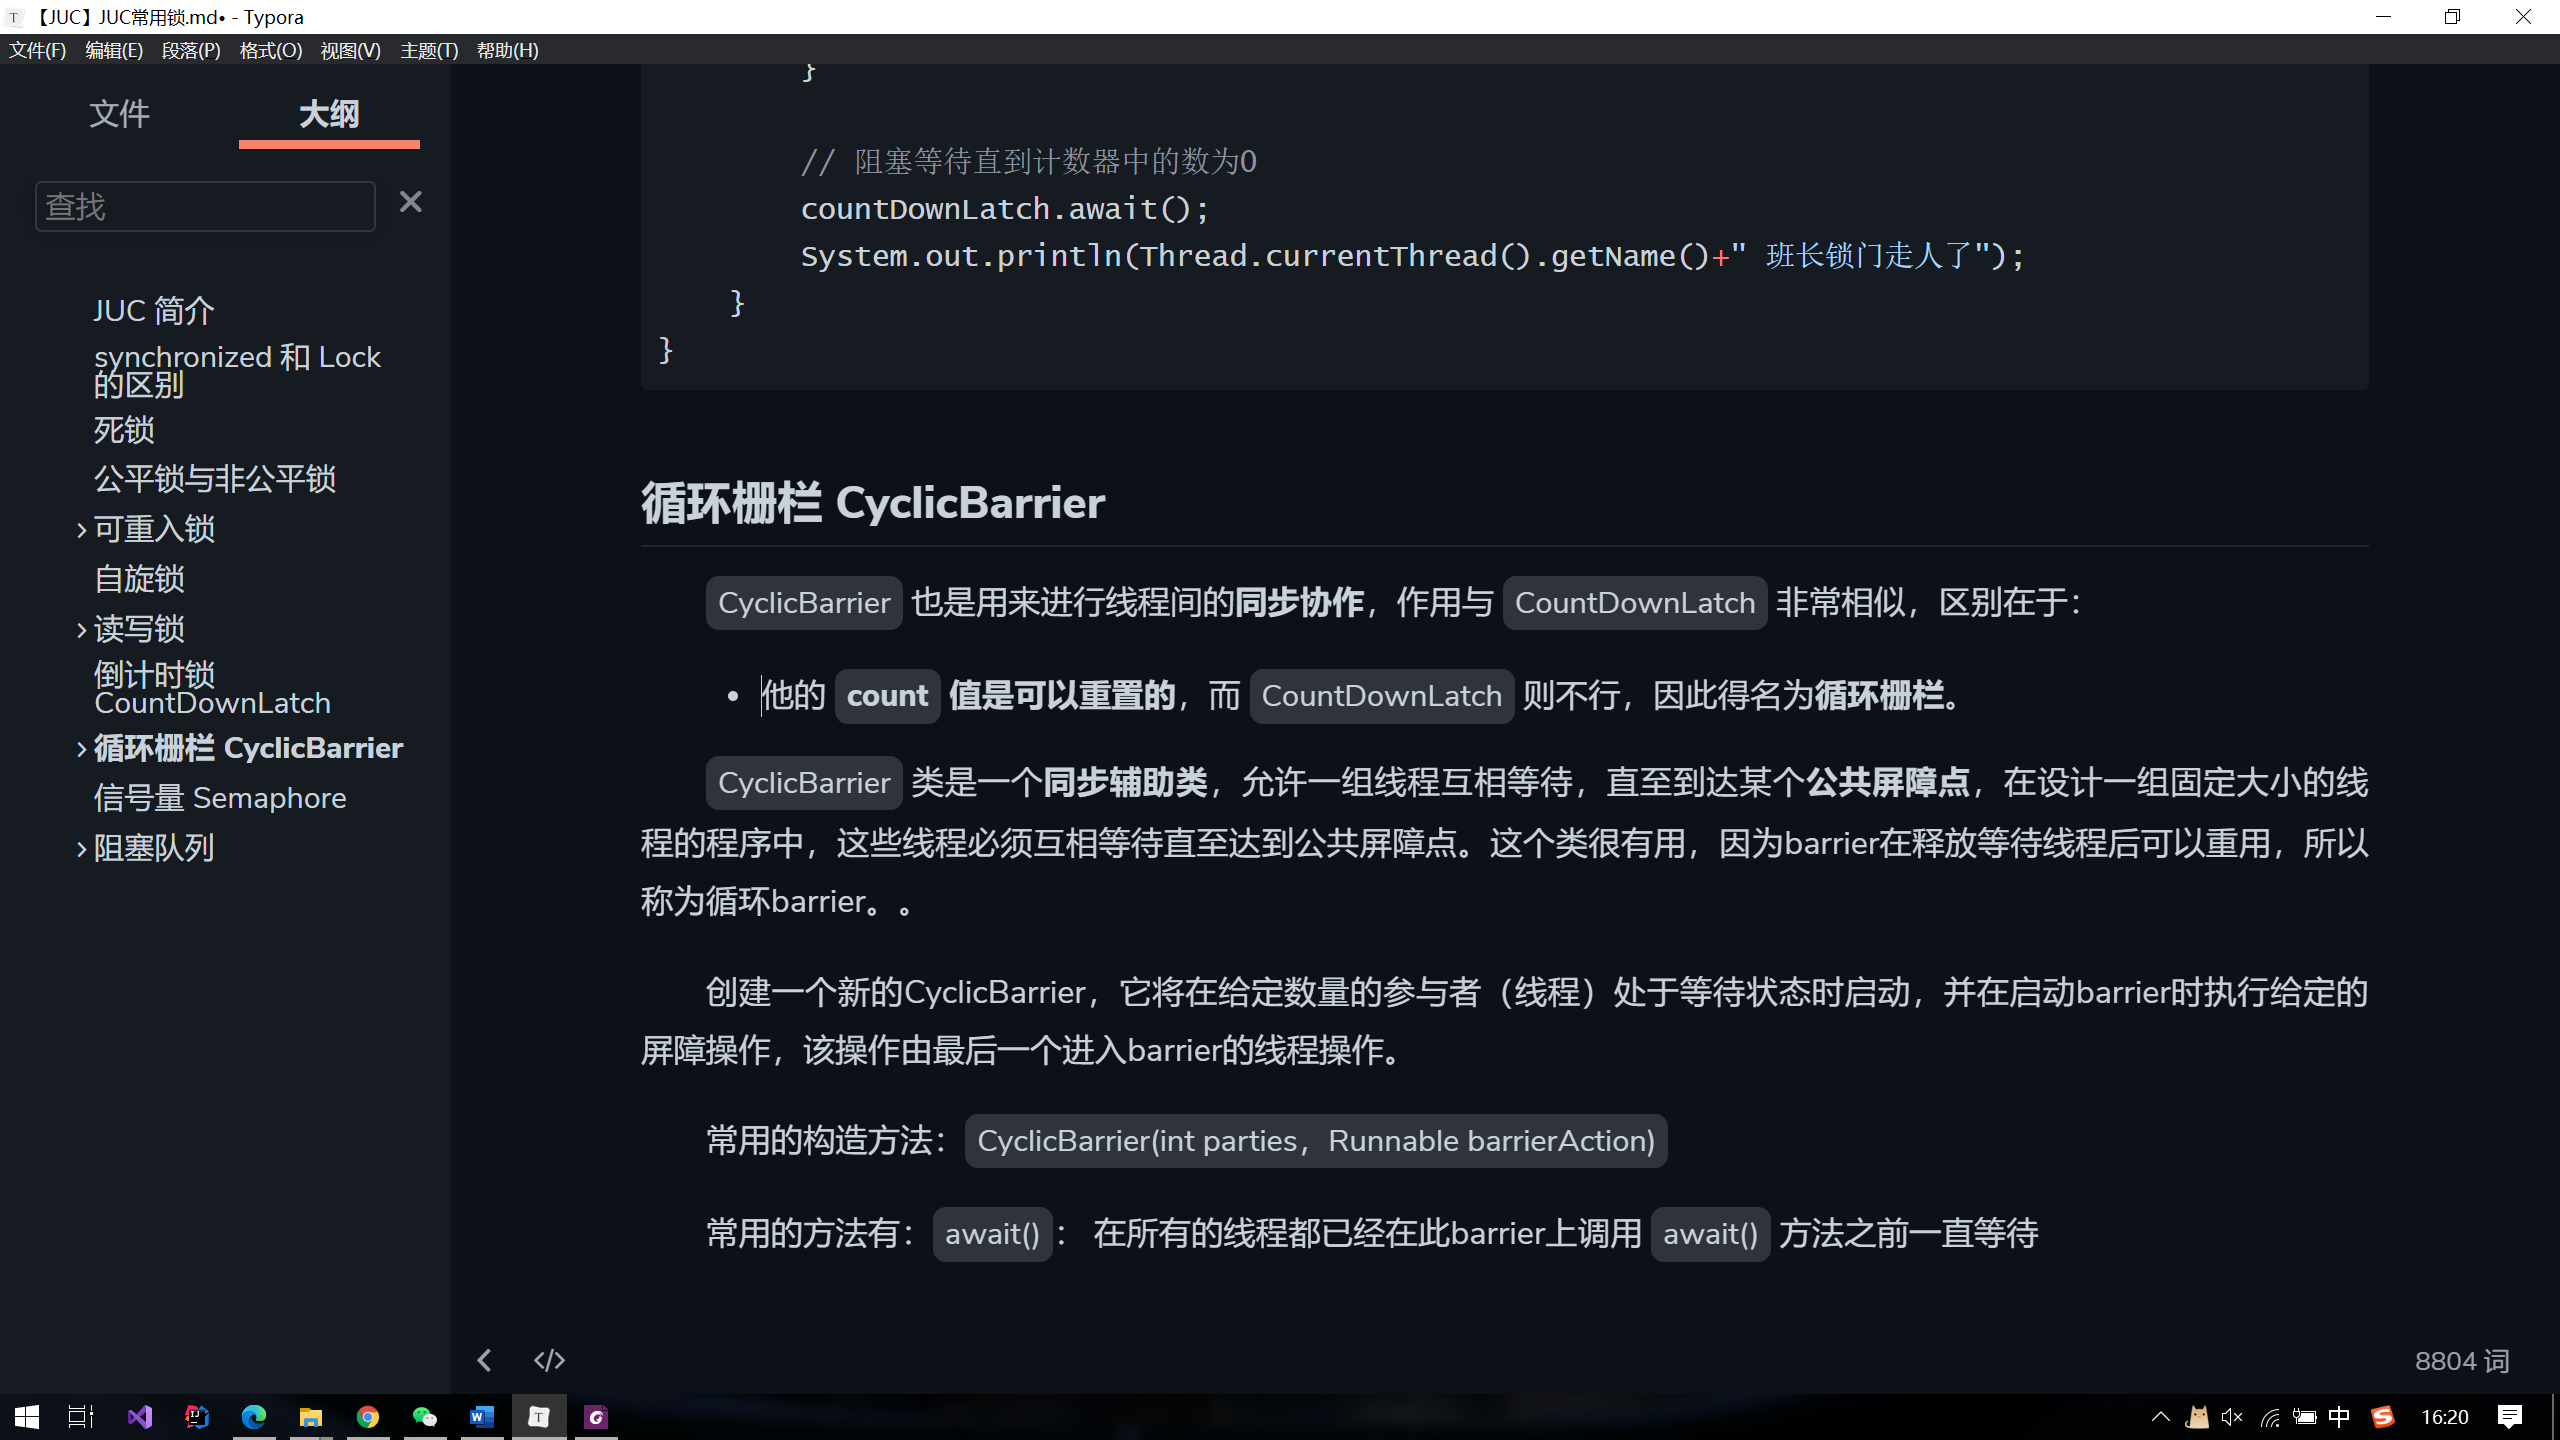 【JUC】JUC常用锁.md• - Typora
文件(F) 编辑(E) 段落(P) 格式(O) 视图(V) 主题(T) 帮助(H)
文件 大纲
查找
JUC 简介
synchronized 和 Lock
的区别
死锁
公平锁与非公平锁
可重入锁
自旋锁
读写锁
倒计时锁
CountDownLatch
循环栅栏 CyclicBarrier
信号量 Semaphore
阻塞队列
}
// 阻塞等待直到计数器中的数为0
countDownLatch.await();
System.out.println(Thread.currentThread().getName()+" 班长锁门走人了");
}
}
循环栅栏 CyclicBarrier
CyclicBarrier 也是用来进行线程间的同步协作，作用与 CountDownLatch 非常相似，区别在于：
• 他的 count 值是可以重置的，而 CountDownLatch 则不行，因此得名为循环栅栏。
CyclicBarrier 类是一个同步辅助类，允许一组线程互相等待，直至到达某个公共屏障点，在设计一组固定大小的线
程的程序中，这些线程必须互相等待直至达到公共屏障点。这个类很有用，因为barrier在释放等待线程后可以重用，所以
称为循环barrier。。
创建一个新的CyclicBarrier，它将在给定数量的参与者（线程）处于等待状态时启动，并在启动barrier时执行给定的
屏障操作，该操作由最后一个进入barrier的线程操作。
常用的构造方法：CyclicBarrier(int parties，Runnable barrierAction)
常用的方法有：await()： 在所有的线程都已经在此barrier上调用 await() 方法之前一直等待
8804 词
中 16:20